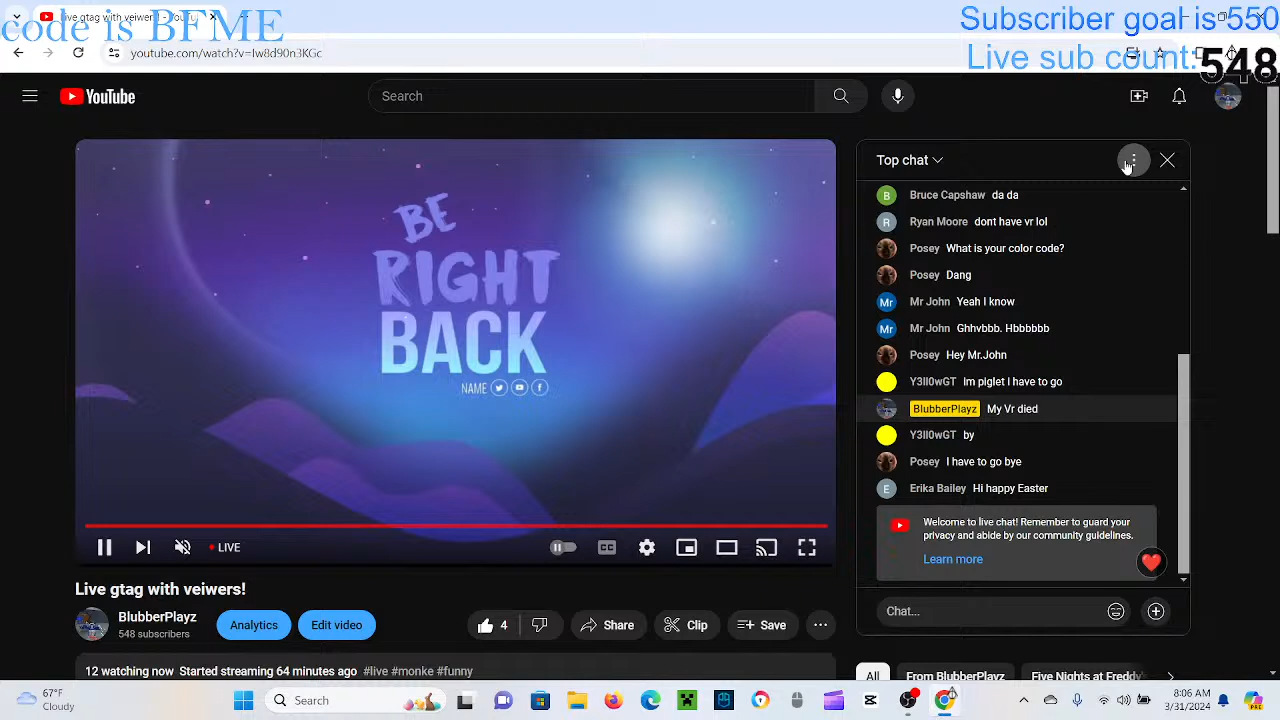 code is BFME
Subscriber goal is 550
Live sub count: 548
youtube.com/watch?v=Iw8d90n3KGc
YouTube
Search
BE
RIGHT
BACK
NAME
LIVE
Live gtag with veiwers!
BlubberPlayz
548 subscribers
Analytics
Edit video
4
Share
Clip
Save
12 watching now Started streaming 64 minutes ago #live #monke #funny
Top chat
Bruce Capshaw da da
Ryan Moore dont have vr lol
Posey What is your color code?
Posey Dang
Mr John Yeah I know
Mr John Ghhvbbb. Hbbbbbb
Posey Hey Mr.John
Y3ll0wGT Im piglet i have to go
BlubberPlayz My Vr died
Y3ll0wGT by
Posey I have to go bye
Erika Bailey Hi happy Easter
Welcome to live chat! Remember to guard your
privacy and abide by our community guidelines.
Learn more
Chat...
All
From BlubberPlayz
Five Nights at Freddy
67°F
Cloudy
Search
8:06 AM
3/31/2024